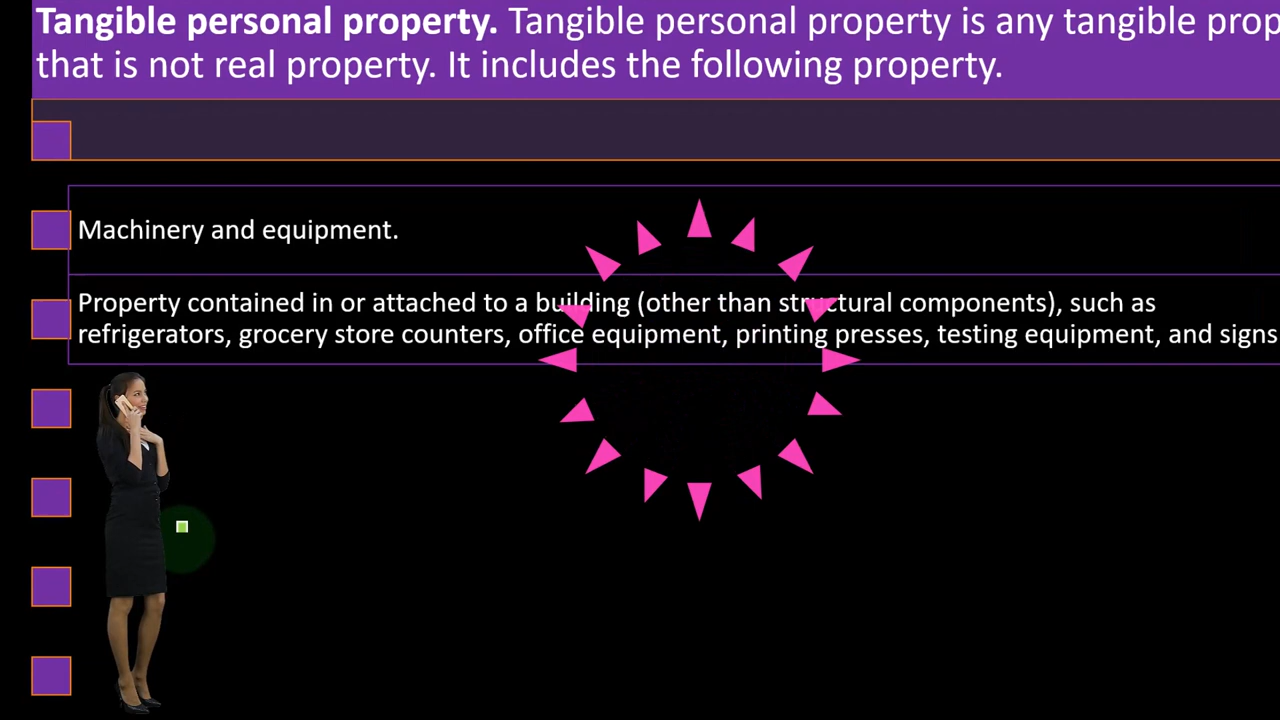 Tangible personal property. Tangible personal property is any tangible
that is not real property. It includes the following property.
Machinery and equipment.
Property contained in or attached to a building (other than structural components), such as
refrigerators, grocery store counters, office equipment, printing presses, testing equipment, and signs